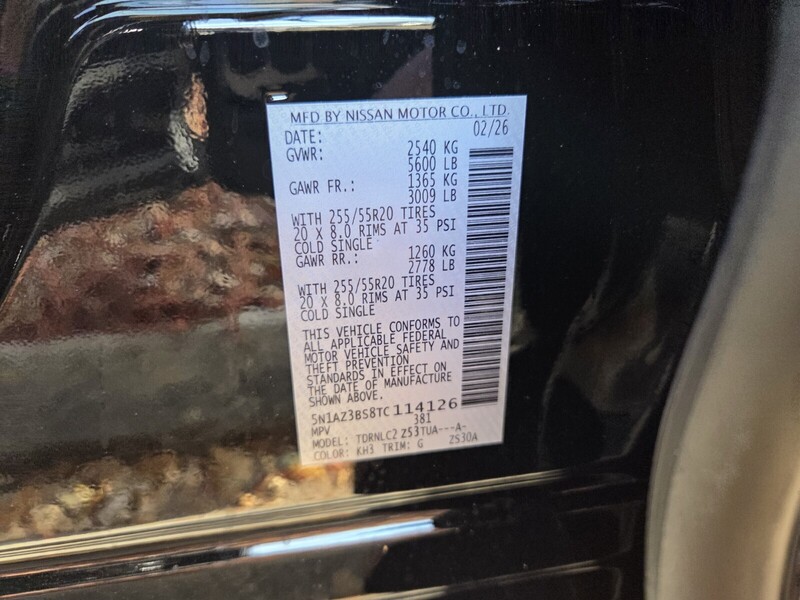 MFD BY NISSAN MOTOR CO., LTD.
DATE: 02/26
GVWR: 2540 KG
5600 LB
GAWR FR.: 1365 KG
3009 LB
WITH 255/55R20 TIRES
20 X 8.0 RIMS AT 35 PSI
COLD SINGLE
GAWR RR.: 1260 KG
2778 LB
WITH 255/55R20 TIRES
20 X 8.0 RIMS AT 35 PSI
COLD SINGLE
THIS VEHICLE CONFORMS TO
ALL APPLICABLE FEDERAL
MOTOR VEHICLE SAFETY AND
THEFT PREVENTION
STANDARDS IN EFFECT ON
THE DATE OF MANUFACTURE
SHOWN ABOVE.
5N1AZ3BS8TC114126
MPV 381
MODEL: TDRNLC2 Z53TUA---A-
COLOR: KH3 TRIM: G ZS30A